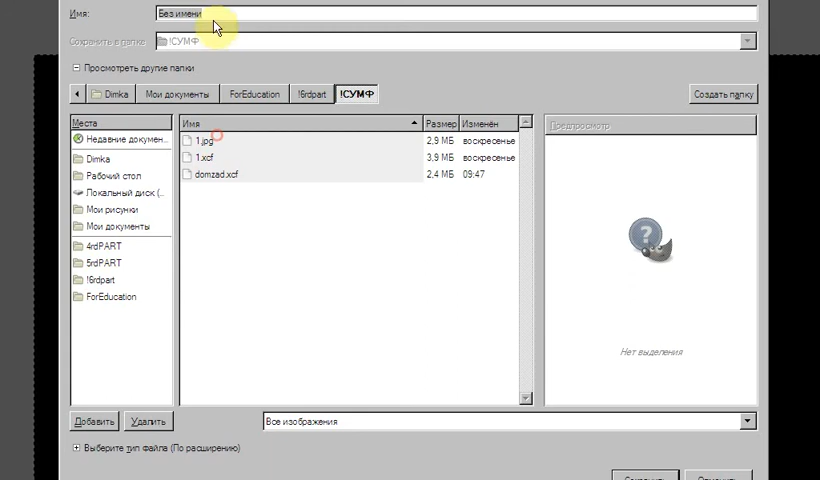 Имя: Без имени
Сохранить в папке: !СУМФ
Просмотреть другие папки
Dimka Мои документы ForEducation !6rdpart !СУМФ Создать папку
Места Имя Размер Изменён Предпросмотр
Недавние докумен... 1.jpg 2,9 МБ воскресенье
Dimka 1.xcf 3,9 МБ воскресенье
Рабочий стол domzad.xcf 2,4 МБ 09:47
Локальный диск (...
Мои рисунки
Мои документы
4rdPART
5rdPART
!6rdpart
ForEducation
Нет выделения
Добавить Удалить Все изображения
Выберите тип файла (По расширению)
Сохранить Отменить